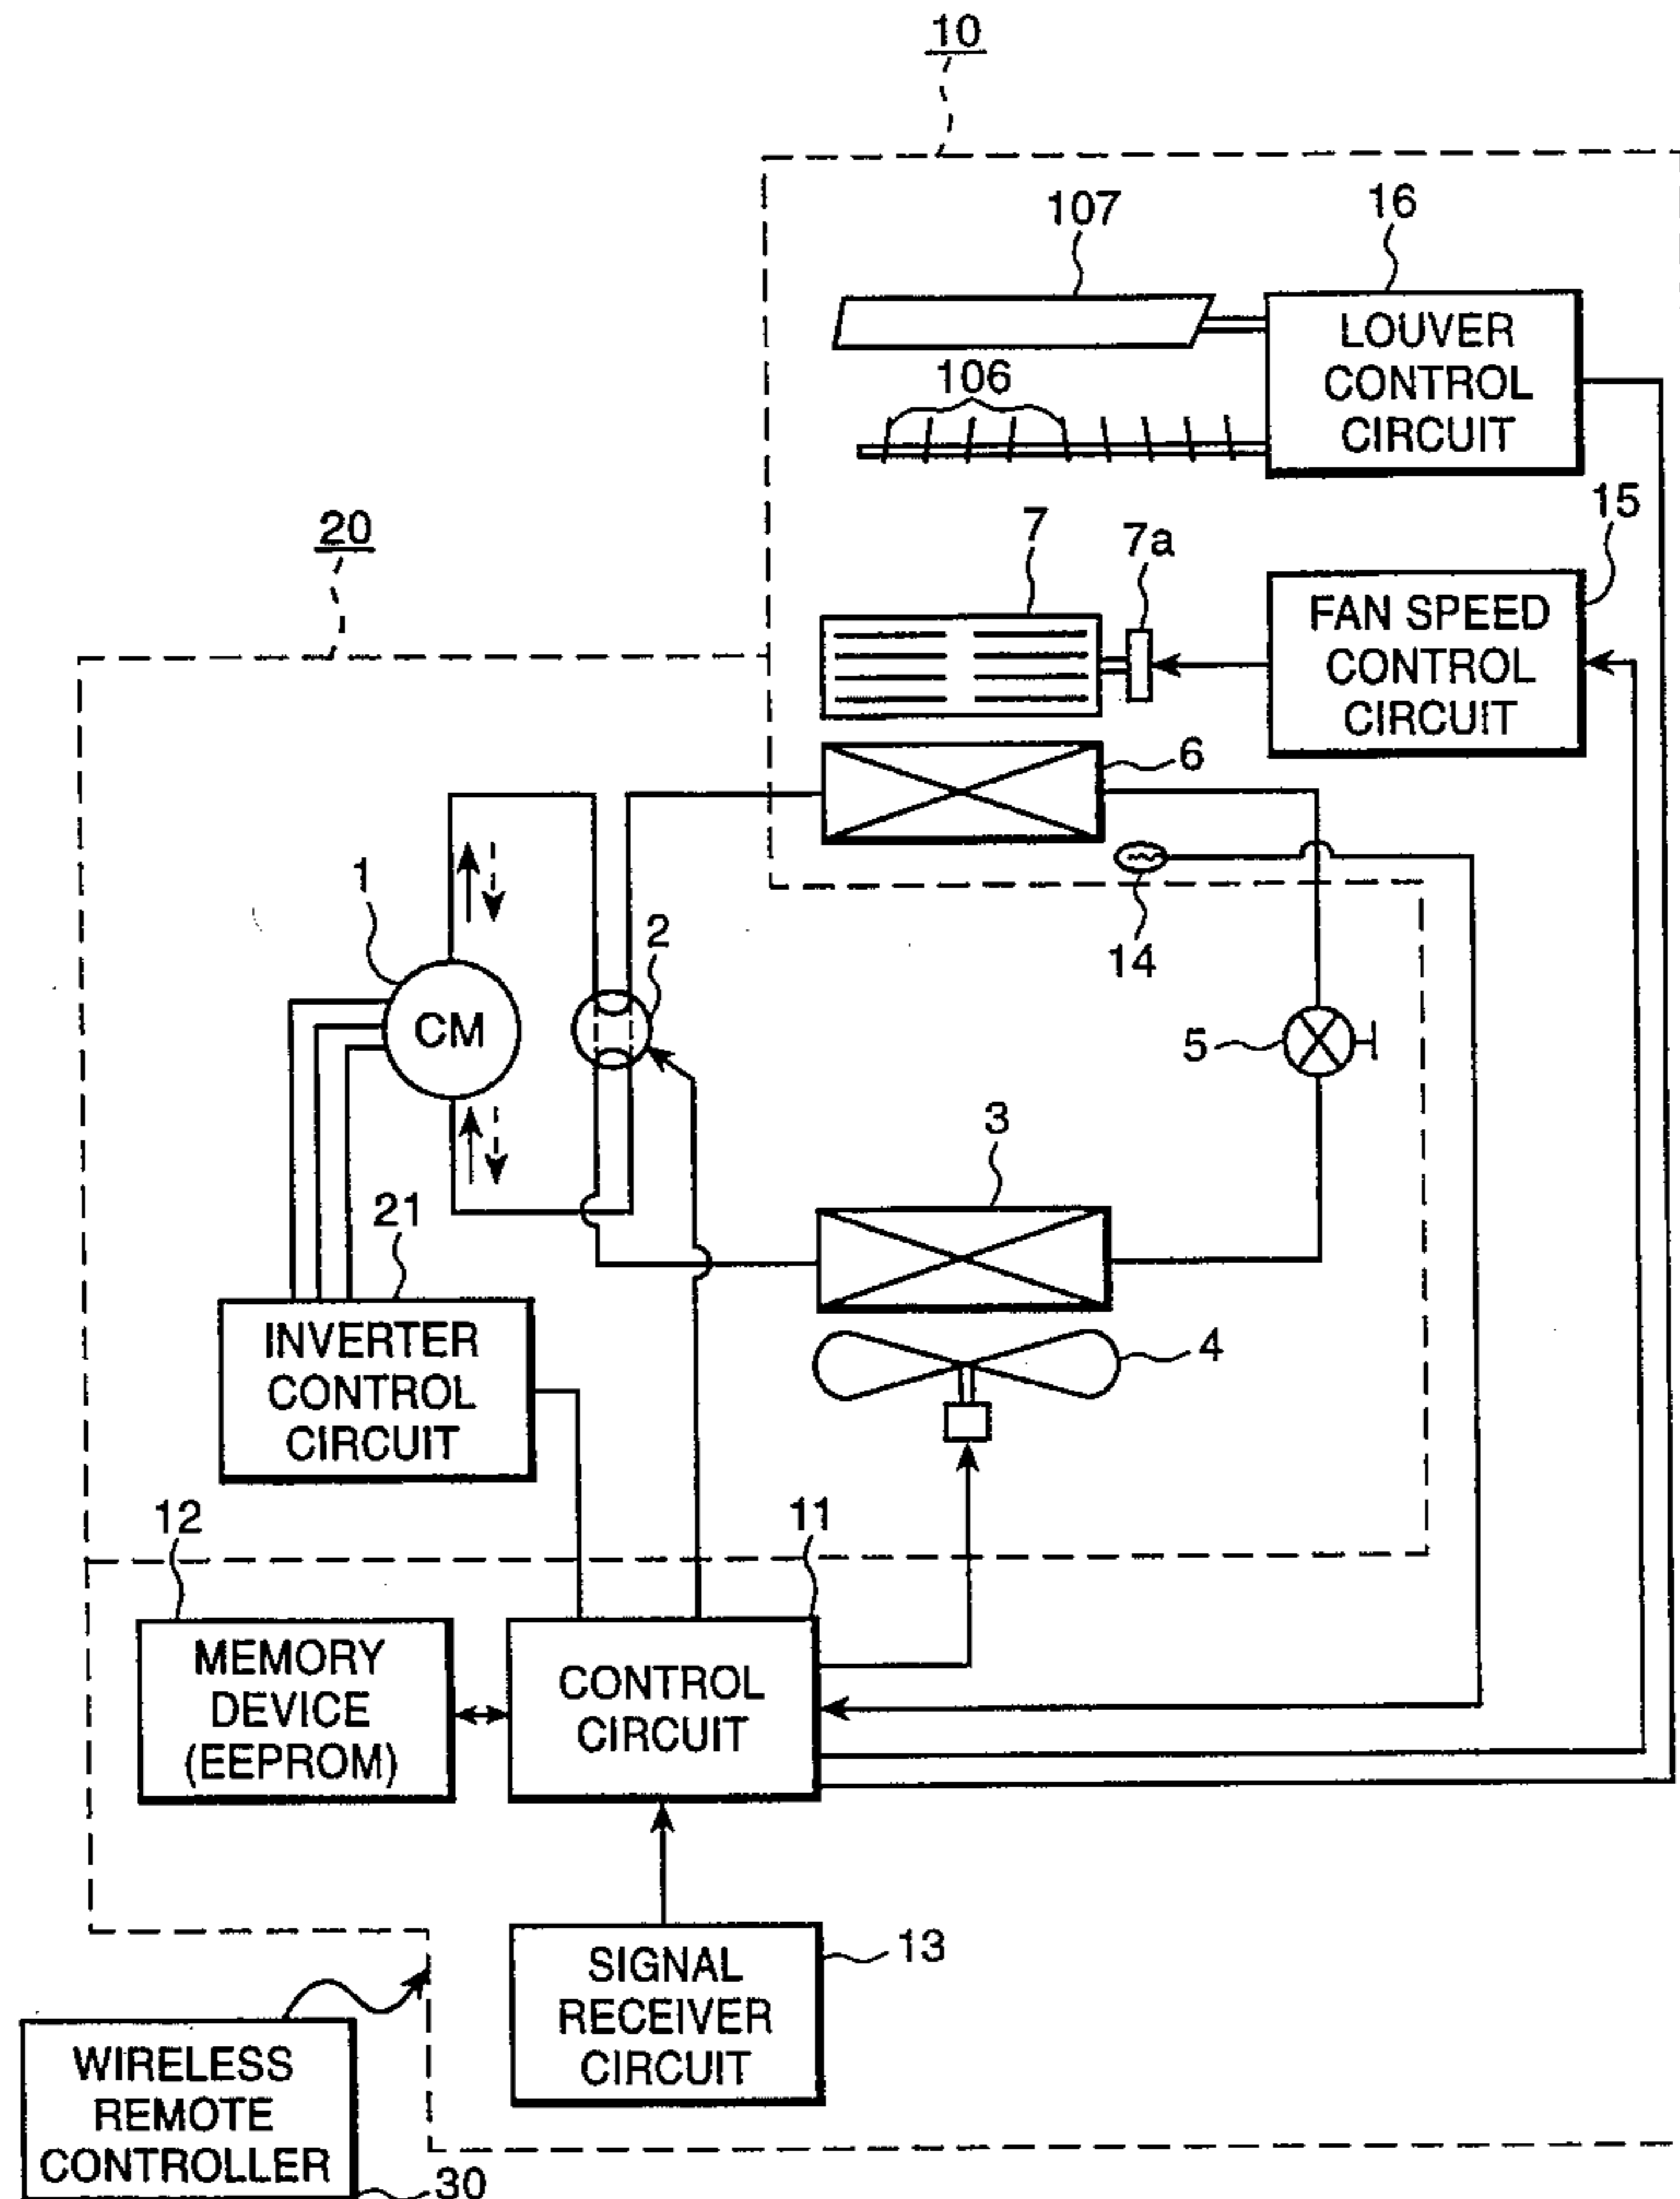 10
107
16
LOUVER
CONTROL
CIRCUIT
106
20
7
7a
15
FAN SPEED
CONTROL
CIRCUIT
6
1
2
14
CM
5
3
21
INVERTER
CONTROL
CIRCUIT
4
12
11
MEMORY
DEVICE
(EEPROM)
CONTROL
CIRCUIT
13
SIGNAL
RECEIVER
CIRCUIT
WIRELESS
REMOTE
CONTROLLER
30